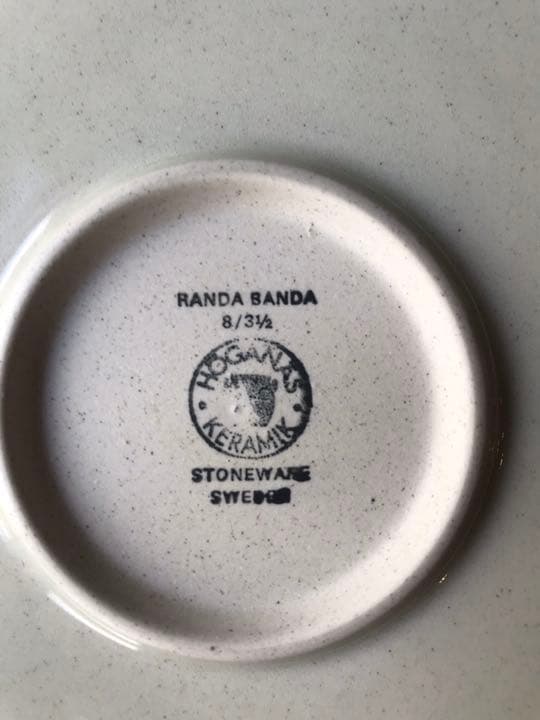 RANDA BANDA
8/3½
HÖGANÄS
KERAMIK
STONEWARE
SWEDEN